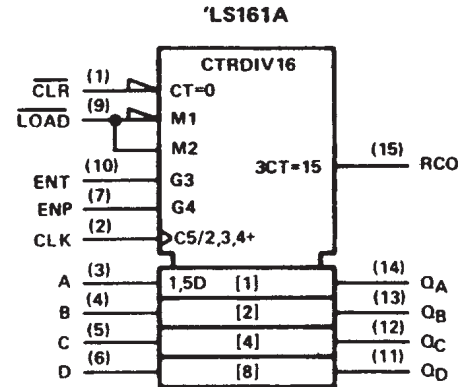 'LS161A
CTRDIV16
CLR (1) CT=0
LOAD (9) M1
M2
ENT (10) G3 3CT=15 (15) RCO
ENP (7) G4
CLK (2) C5/2,3,4+
A (3) 1,5D [1] (14) QA
B (4) [2] (13) QB
C (5) [4] (12) QC
D (6) [8] (11) QD